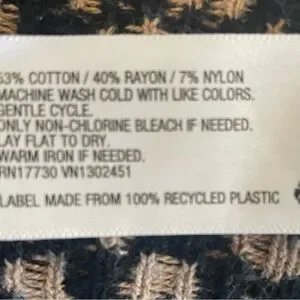 53% COTTON / 40% RAYON / 7% NYLON
MACHINE WASH COLD WITH LIKE COLORS.
GENTLE CYCLE.
ONLY NON-CHLORINE BLEACH IF NEEDED.
LAY FLAT TO DRY.
WARM IRON IF NEEDED.
RN17730 VN1302451
LABEL MADE FROM 100% RECYCLED PLASTIC